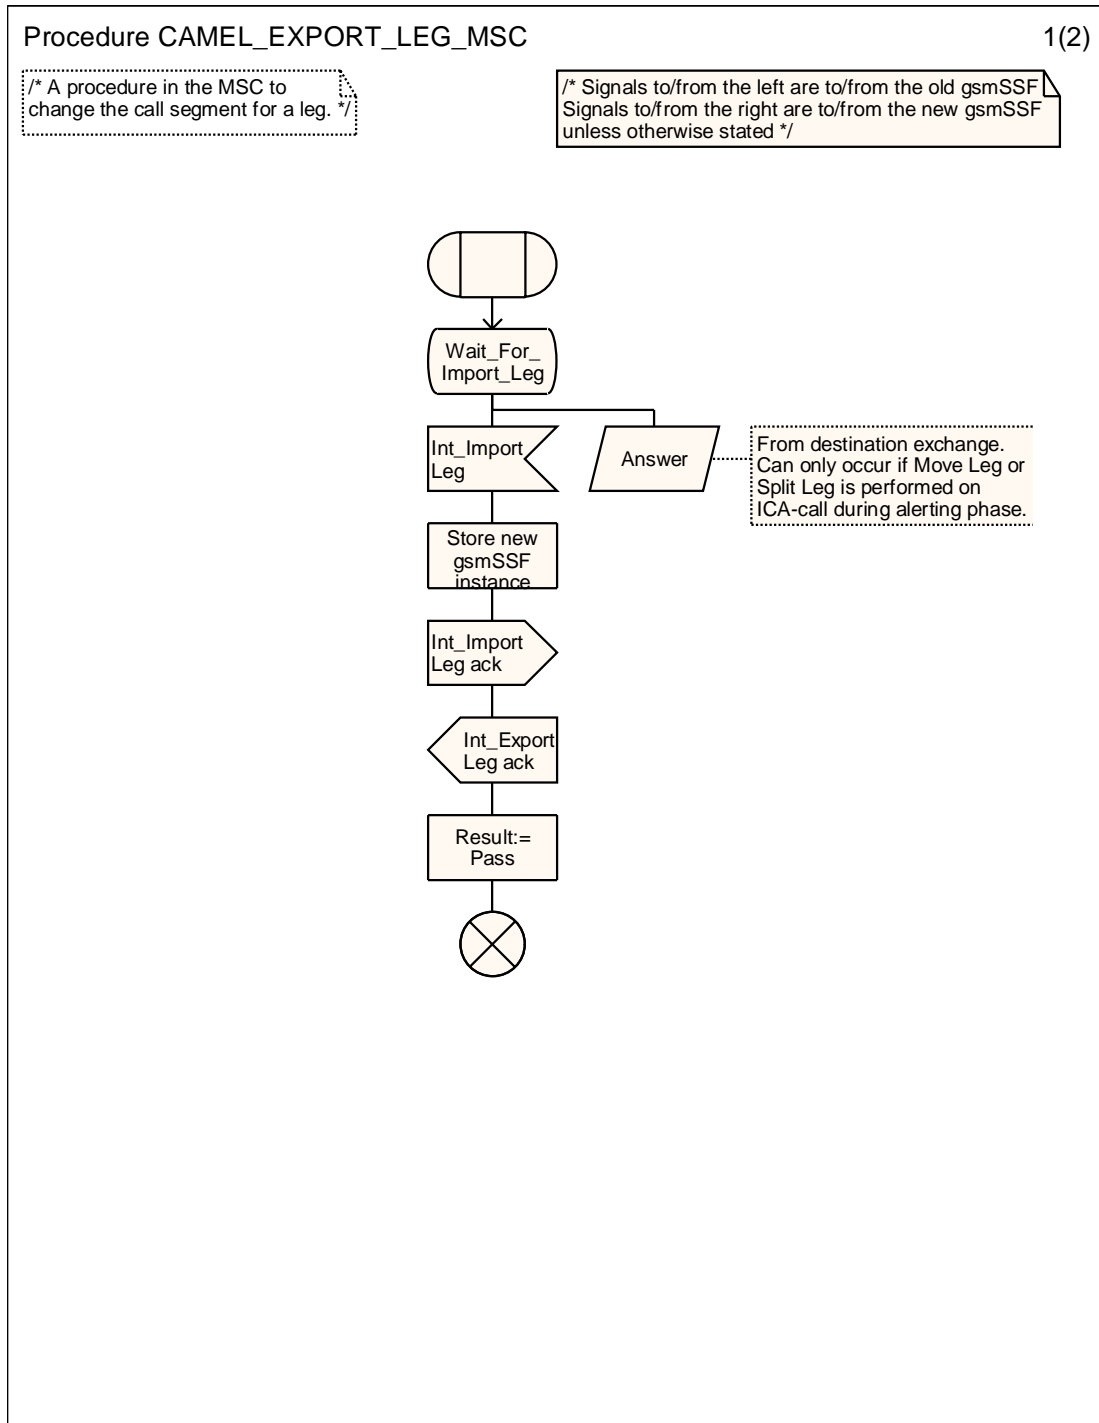 Procedure CAMEL_EXPORT_LEG_MSC
1(2)
/* A procedure in the MSC to
change the call segment for a leg. */
/* Signals to/from the left are to/from the old gsmSSF
Signals to/from the right are to/from the new gsmSSF
unless otherwise stated */
Wait_For_
Import_Leg
Int_Import
Leg
Answer
From destination exchange.
Can only occur if Move Leg or
Split Leg is performed on
ICA-call during alerting phase.
Store new
gsmSSF
instance
Int_Import
Leg ack
Int_Export
Leg ack
Result:=
Pass